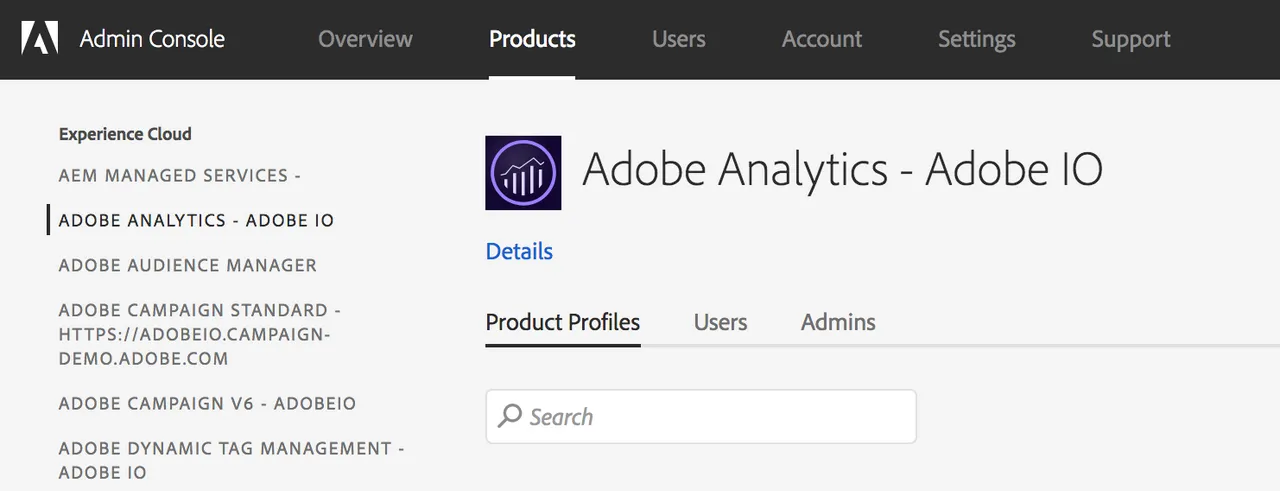 Admin Console Overview Products Users Account Settings Support
Experience Cloud
AEM MANAGED SERVICES -
ADOBE ANALYTICS - ADOBE IO
ADOBE AUDIENCE MANAGER
ADOBE CAMPAIGN STANDARD -
HTTPS://ADOBEIO.CAMPAIGN-
DEMO.ADOBE.COM
ADOBE CAMPAIGN V6 - ADOBEIO
ADOBE DYNAMIC TAG MANAGEMENT -
ADOBE IO
Adobe Analytics - Adobe IO
Details
Product Profiles Users Admins
Search